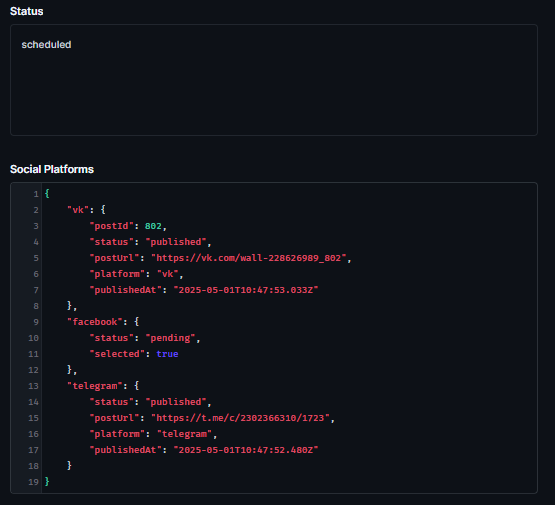 Status
scheduled
Social Platforms
1 {
2 "vk": {
3 "postId": 802,
4 "status": "published",
5 "postUrl": "https://vk.com/wall-228626989_802",
6 "platform": "vk",
7 "publishedAt": "2025-05-01T10:47:53.033Z"
8 },
9 "facebook": {
10 "status": "pending",
11 "selected": true
12 },
13 "telegram": {
14 "status": "published",
15 "postUrl": "https://t.me/c/2302366310/1723",
16 "platform": "telegram",
17 "publishedAt": "2025-05-01T10:47:52.480Z"
18 }
19 }